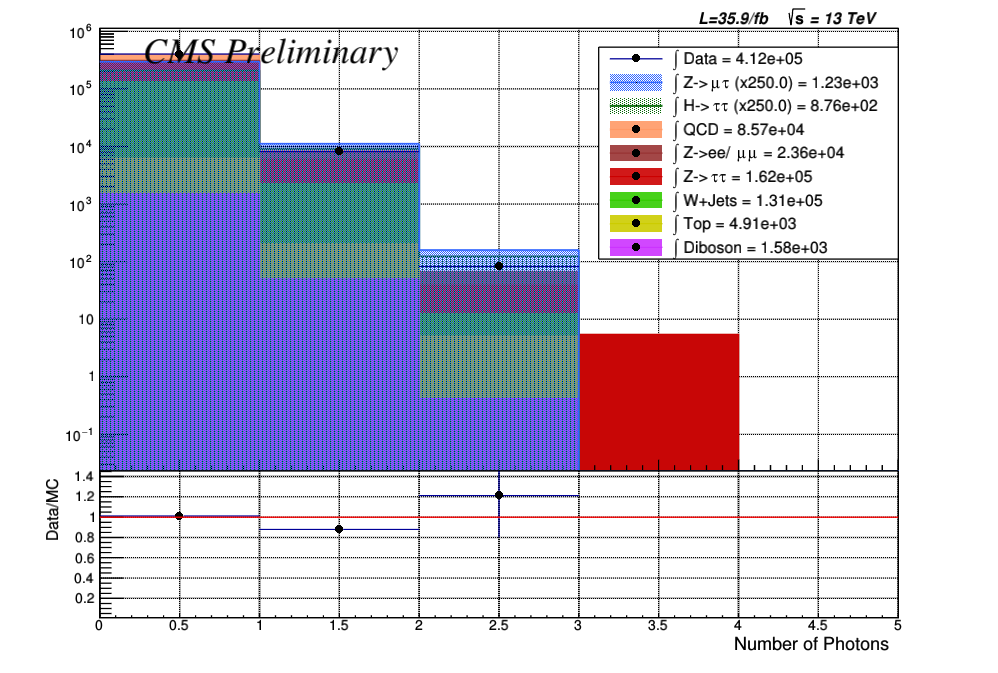 L=35.9/fb √s = 13 TeV
CMS Preliminary
10⁶
10⁵
10⁴
10³
10²
10
1
10⁻¹
∫ Data = 4.12e+05
∫ Z->μτ (x250.0) = 1.23e+03
∫ H->ττ (x250.0) = 8.76e+02
∫ QCD = 8.57e+04
∫ Z->ee/ μμ = 2.36e+04
∫ Z->ττ = 1.62e+05
∫ W+Jets = 1.31e+05
∫ Top = 4.91e+03
∫ Diboson = 1.58e+03
Data/MC
1.4
1.2
1
0.8
0.6
0.4
0.2
0 0.5 1 1.5 2 2.5 3 3.5 4 4.5 5
Number of Photons